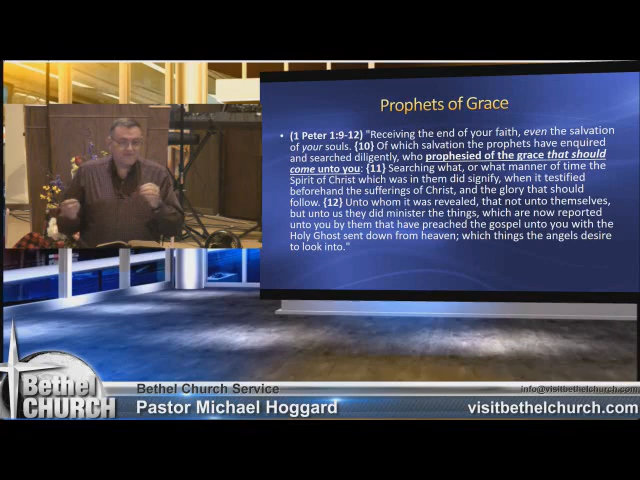 Prophets of Grace
• (1 Peter 1:9-12) "Receiving the end of your faith, even the salvation
of your souls. {10} Of which salvation the prophets have enquired
and searched diligently, who prophesied of the grace that should
come unto you: {11} Searching what, or what manner of time the
Spirit of Christ which was in them did signify, when it testified
beforehand the sufferings of Christ, and the glory that should
follow. {12} Unto whom it was revealed, that not unto themselves,
but unto us they did minister the things, which are now reported
unto you by them that have preached the gospel unto you with the
Holy Ghost sent down from heaven; which things the angels desire
to look into."
Bethel
CHURCH
Bethel Church Service
info@visitbethelchurch.com
Pastor Michael Hoggard
visitbethelchurch.com